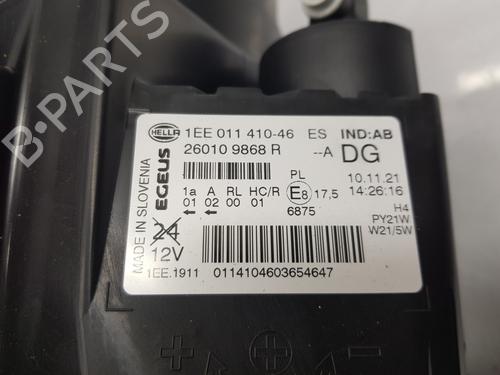 HELLA 1EE 011 410-46 ES IND:AB
26010 9868 R --A DG
PL 10.11.21
14:26:16
1a A RL HC/R E8 17,5
01 02 00 01 6875
H4
PY21W
W21/5W
MADE IN SLOVENIA
EGEUS
24
12V
1EE.1911 0114104603654647